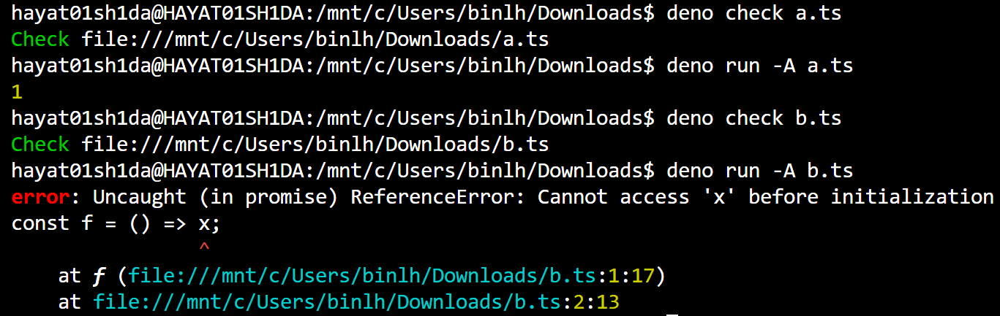 hayat01sh1da@HAYAT01SH1DA:/mnt/c/Users/binlh/Downloads$ deno check a.ts
Check file:///mnt/c/Users/binlh/Downloads/a.ts
hayat01sh1da@HAYAT01SH1DA:/mnt/c/Users/binlh/Downloads$ deno run -A a.ts
1
hayat01sh1da@HAYAT01SH1DA:/mnt/c/Users/binlh/Downloads$ deno check b.ts
Check file:///mnt/c/Users/binlh/Downloads/b.ts
hayat01sh1da@HAYAT01SH1DA:/mnt/c/Users/binlh/Downloads$ deno run -A b.ts
error: Uncaught (in promise) ReferenceError: Cannot access 'x' before initialization
const f = () => x;
^
at f (file:///mnt/c/Users/binlh/Downloads/b.ts:1:17)
at file:///mnt/c/Users/binlh/Downloads/b.ts:2:13